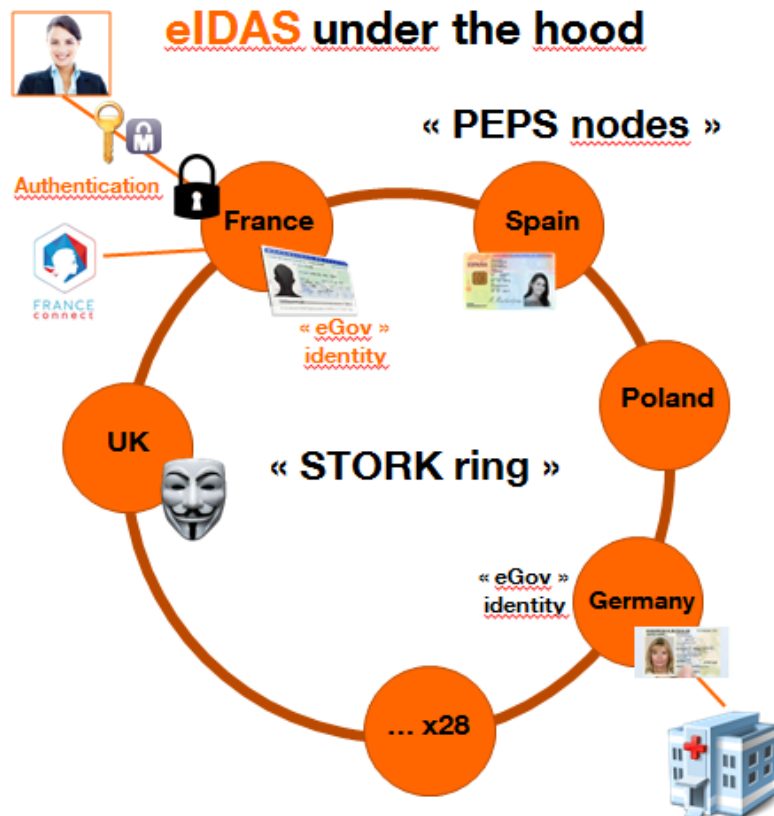 eIDAS under the hood
« PEPS nodes »
Authentication
France
Spain
FRANCE
connect
« eGov »
identity
Poland
UK
« STORK ring »
« eGov »
identity
Germany
... x28